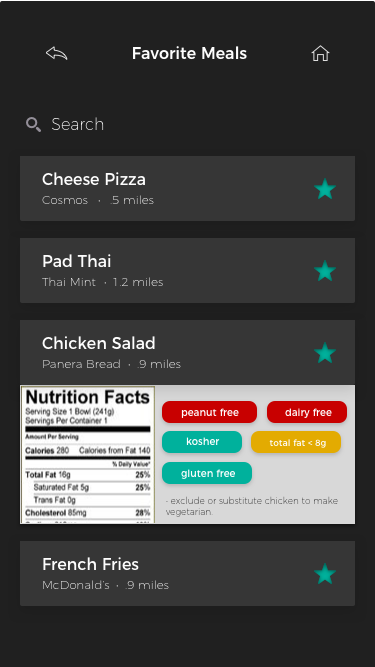 Favorite Meals
Search
Cheese Pizza
Cosmos · .5 miles
Pad Thai
Thai Mint · 1.2 miles
Chicken Salad
Panera Bread · .9 miles
Nutrition Facts
Serving Size 1 Bowl (241g)
Servings Per Container 1
Amount Per Serving
Calories 280 Calories from Fat 140
% Daily Value*
Total Fat 16g 25%
Saturated Fat 5g 25%
Trans Fat 0g
Cholesterol 85mg 28%
peanut free dairy free
kosher total fat < 8g
gluten free
- exclude or substitute chicken to make
vegetarian.
French Fries
McDonald's · .9 miles